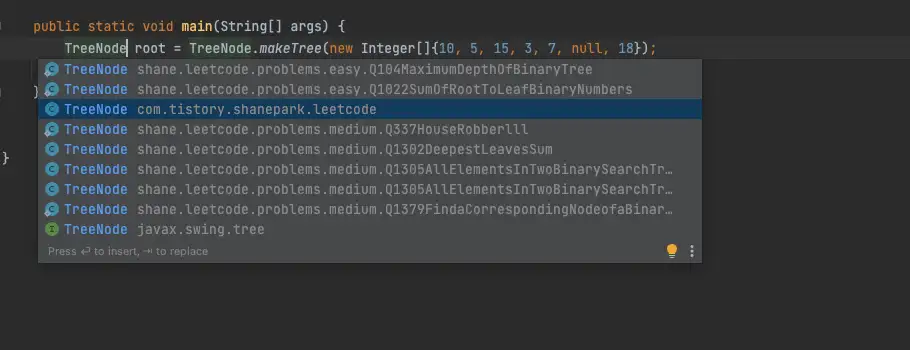 public static void main(String[] args) {
TreeNode root = TreeNode.makeTree(new Integer[]{10, 5, 15, 3, 7, null, 18});
TreeNode shane.leetcode.problems.easy.Q104MaximumDepthOfBinaryTree
}
TreeNode shane.leetcode.problems.easy.Q1022SumOfRootToLeafBinaryNumbers
TreeNode com.tistory.shanepark.leetcode
TreeNode shane.leetcode.problems.medium.Q337HouseRobberlll
TreeNode shane.leetcode.problems.medium.Q1302DeepestLeavesSum
}
TreeNode shane.leetcode.problems.medium.Q1305AllElementsInTwoBinarySearchTr…
TreeNode shane.leetcode.problems.medium.Q1305AllElementsInTwoBinarySearchTr…
TreeNode shane.leetcode.problems.medium.Q1379FindaCorrespondingNodeofaBinar…
TreeNode javax.swing.tree
Press ↵ to insert, ⇥ to replace